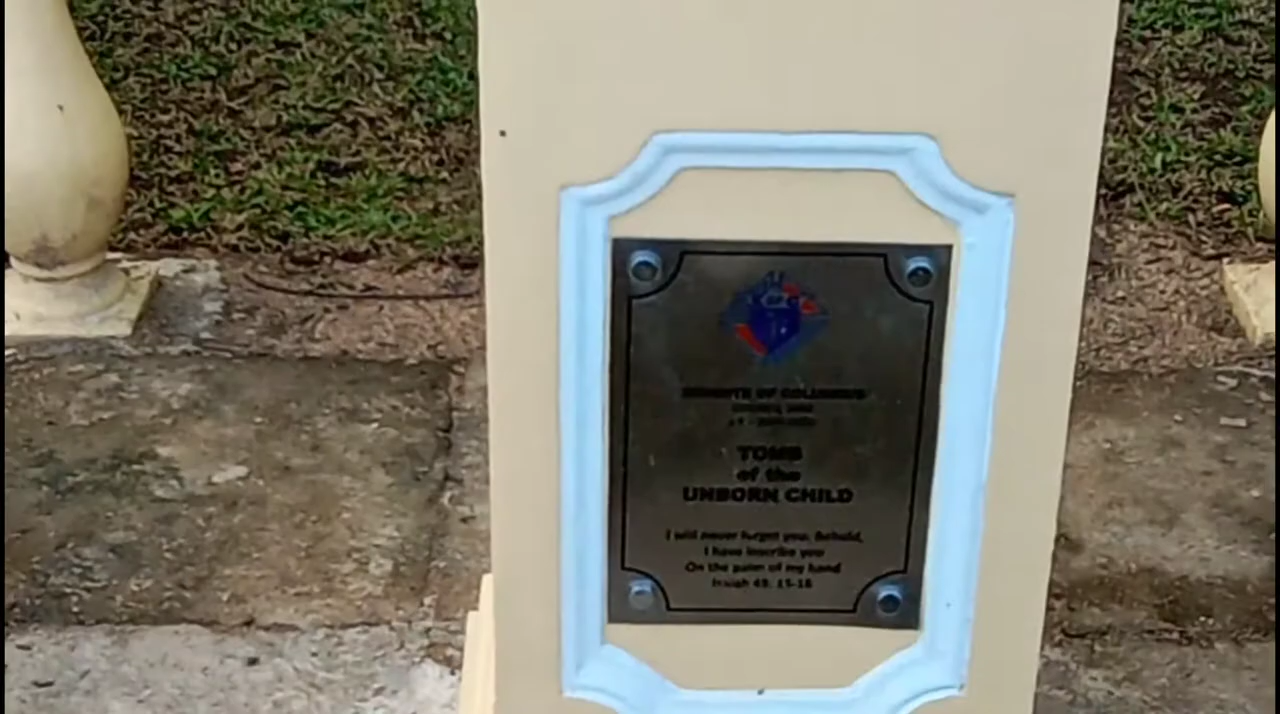 KNIGHTS OF COLUMBUS
TOMB
of the
UNBORN CHILD
I will never forget you. Behold,
I have inscribe you
On the palm of my hand
Isaiah 49: 15-16